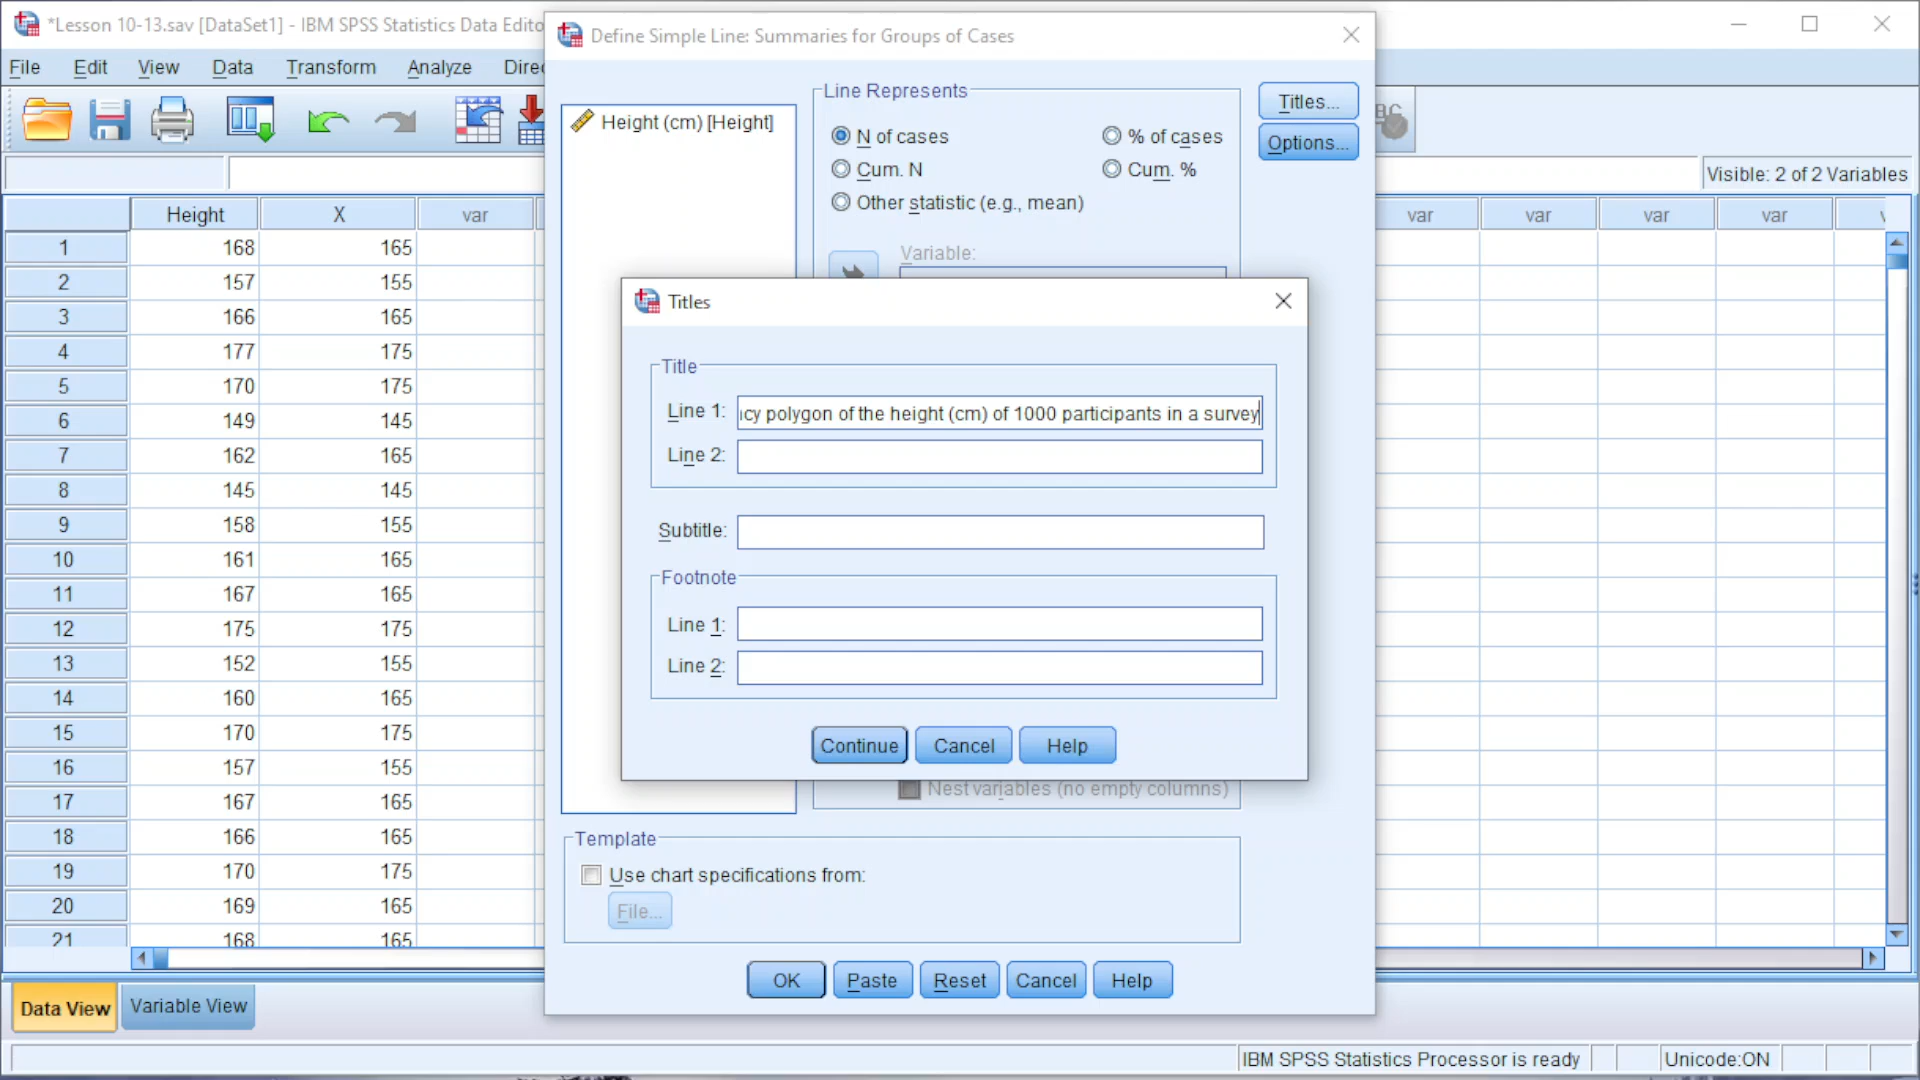 *Lesson 10-13.sav [DataSet1] - IBM SPSS Statistics Data Edito
Define Simple Line: Summaries for Groups of Cases
File Edit View Data Transform Analyze Direc
Line Represents
Titles...
Height (cm) [Height]
N of cases % of cases
Options...
Cum. N Cum. %
Other statistic (e.g., mean)
Visible: 2 of 2 Variables
Variable:
Height X var var var var var
1 168 165
2 157 155
3 166 165
4 177 175
5 170 175
6 149 145
7 162 165
8 145 145
9 158 155
10 161 165
11 167 165
12 175 175
13 152 155
14 160 165
15 170 175
16 157 155
17 167 165
18 166 165
19 170 175
20 169 165
21 168 165
Titles
Title
Line 1: cy polygon of the height (cm) of 1000 participants in a survey
Line 2:
Subtitle:
Footnote
Line 1:
Line 2:
Continue Cancel Help
Nest variables (no empty columns)
Template
Use chart specifications from:
File...
OK Paste Reset Cancel Help
Data View Variable View
IBM SPSS Statistics Processor is ready Unicode:ON